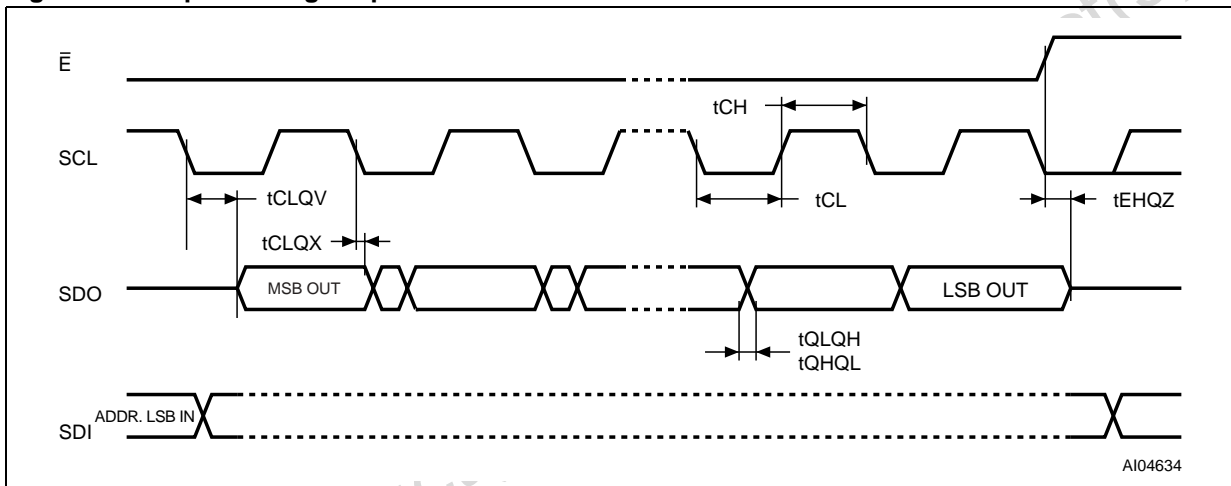 Ē
tCH
SCL
tCLQV
tCL
tEHQZ
tCLQX
SDO
MSB OUT
LSB OUT
tQLQH
tQHQL
ADDR. LSB IN
SDI
AI04634